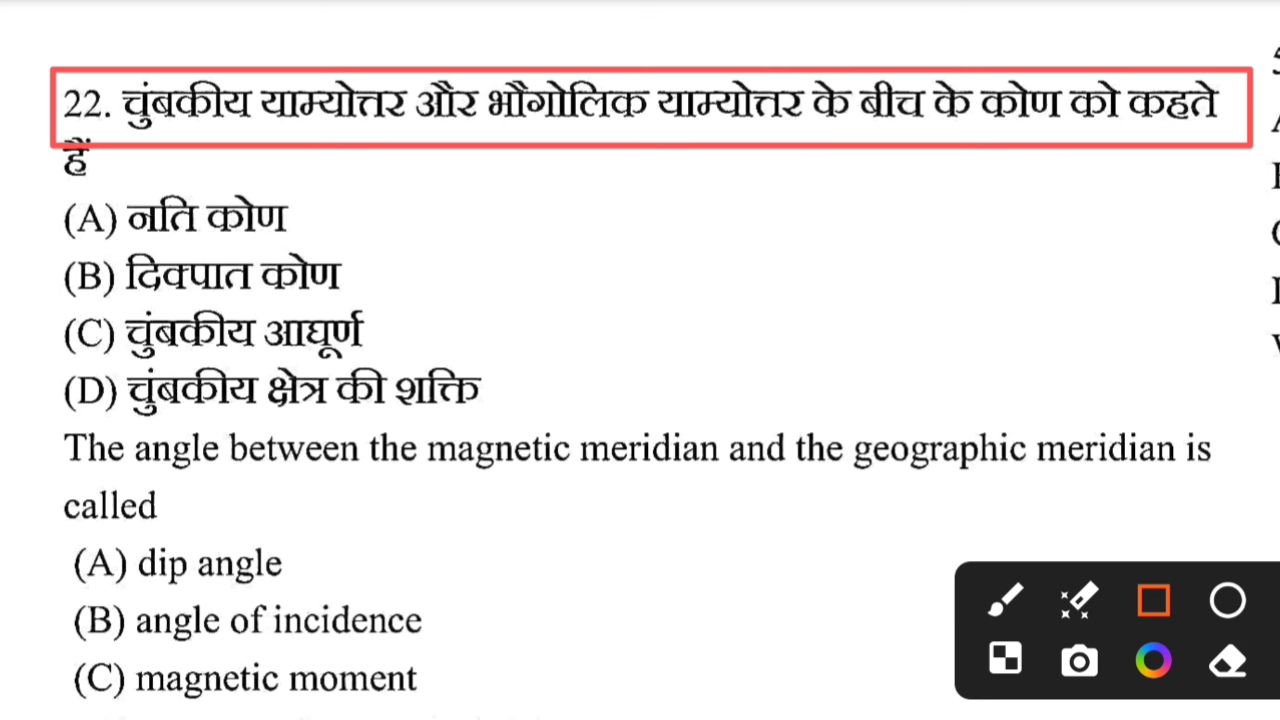 22. चुंबकीय याम्योत्तर और भौगोलिक याम्योत्तर के बीच के कोण को कहते
हैं
(A) नति कोण
(B) दिक्पात कोण
(C) चुंबकीय आघूर्ण
(D) चुंबकीय क्षेत्र की शक्ति
The angle between the magnetic meridian and the geographic meridian is
called
(A) dip angle
(B) angle of incidence
(C) magnetic moment